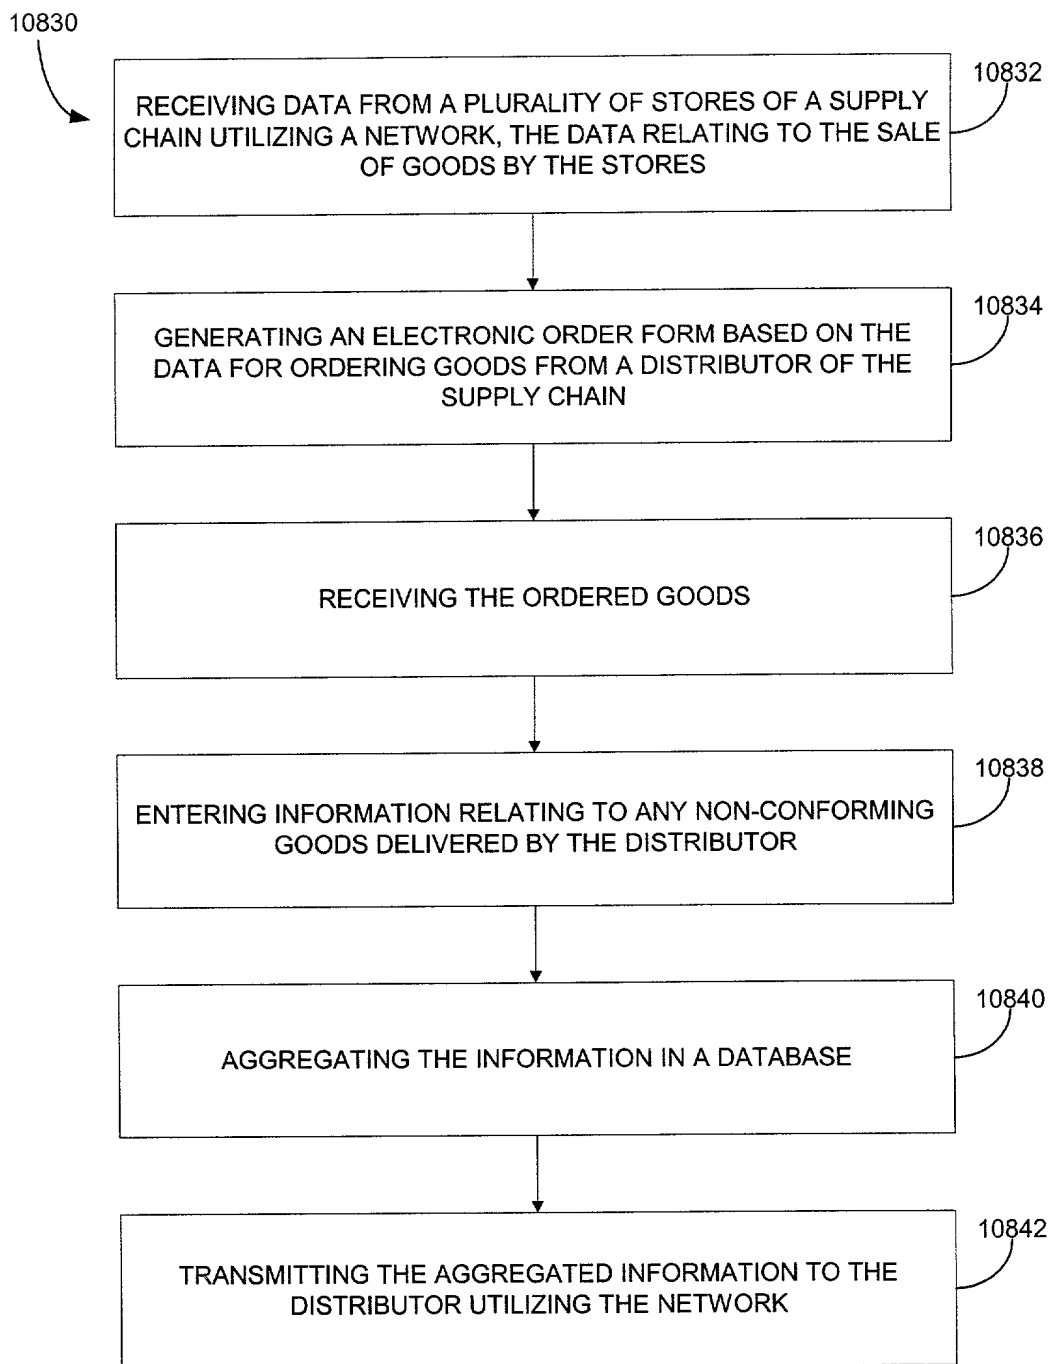 10830
10832
RECEIVING DATA FROM A PLURALITY OF STORES OF A SUPPLY
CHAIN UTILIZING A NETWORK, THE DATA RELATING TO THE SALE
OF GOODS BY THE STORES
10834
GENERATING AN ELECTRONIC ORDER FORM BASED ON THE
DATA FOR ORDERING GOODS FROM A DISTRIBUTOR OF THE
SUPPLY CHAIN
10836
RECEIVING THE ORDERED GOODS
10838
ENTERING INFORMATION RELATING TO ANY NON-CONFORMING
GOODS DELIVERED BY THE DISTRIBUTOR
10840
AGGREGATING THE INFORMATION IN A DATABASE
10842
TRANSMITTING THE AGGREGATED INFORMATION TO THE
DISTRIBUTOR UTILIZING THE NETWORK